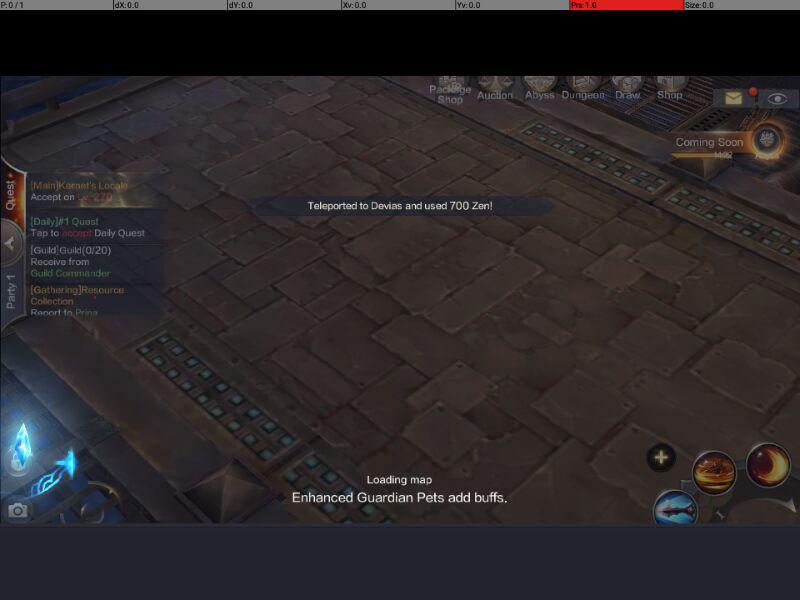 P: 0 / 1
dX: 0.0
dY: 0.0
Xv: 0.0
Yv: 0.0
Prs: 1.0
Size: 0.0
Package Shop
Auction
Abyss
Dungeon
Draw
Shop
Coming Soon
Quest
[Main]Kernet's Locale
Accept on Lv. 270
[Daily]#1 Quest
Tap to accept Daily Quest
[Guild]Guild(0/20)
Receive from
Guild Commander
[Gathering]Resource
Collection
Report to Prina
Party 1
Teleported to Devias and used 700 Zen!
Loading map
Enhanced Guardian Pets add buffs.